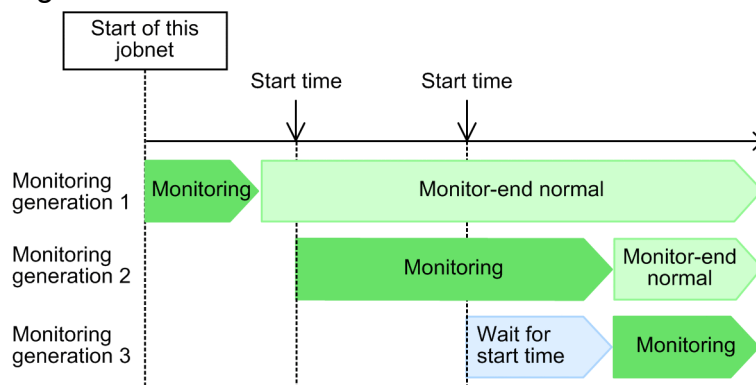 Start of this
jobnet
Start time
Start time
Monitoring
generation 1
Monitoring
Monitor-end normal
Monitoring
generation 2
Monitoring
Monitor-end
normal
Monitoring
generation 3
Wait for
start time
Monitoring